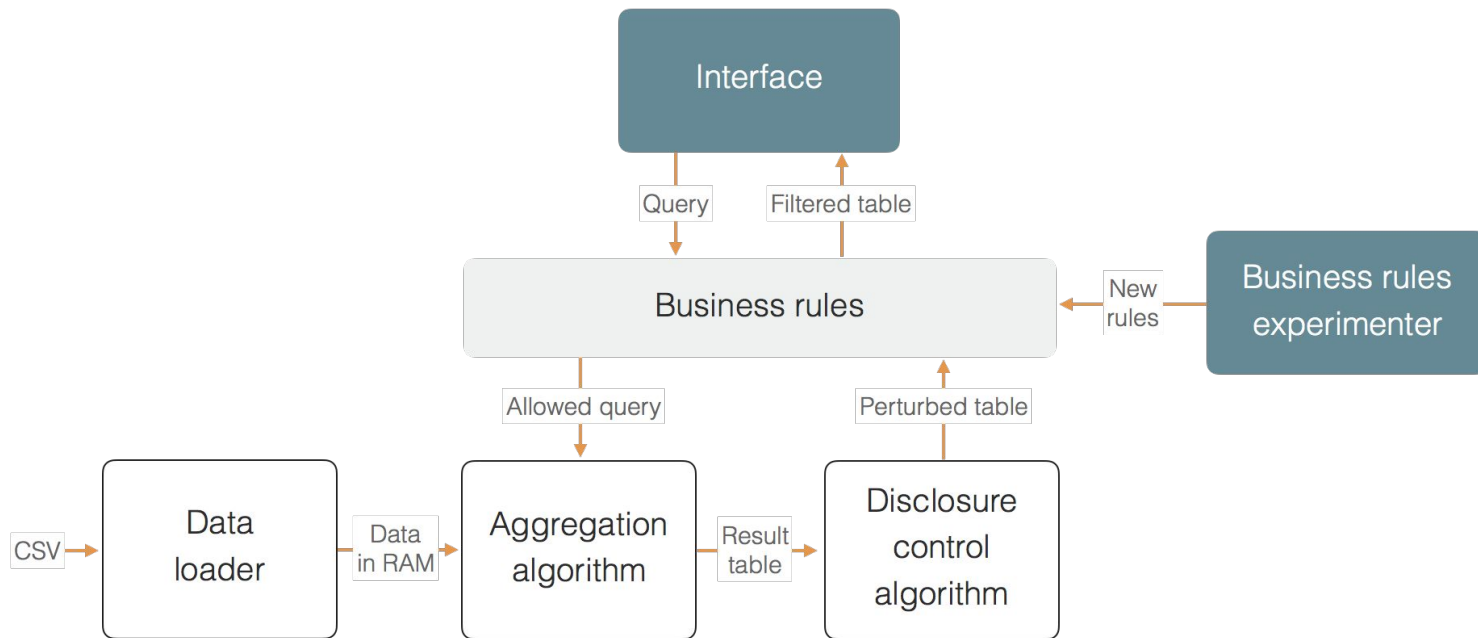 Interface
Query
Filtered table
Business rules
New
rules
Business rules
experimenter
Allowed query
Perturbed table
CSV
Data
loader
Data
in RAM
Aggregation
algorithm
Result
table
Disclosure
control
algorithm